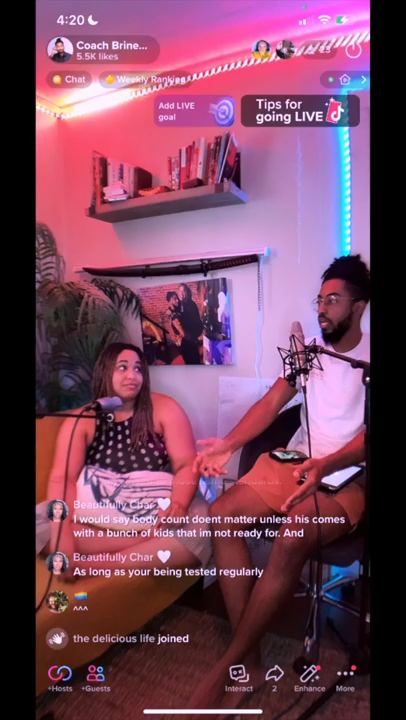 4:20
Coach Brine...
5.5K likes
Chat
Weekly Ranking
Add LIVE
goal
Tips for
going LIVE
Beautifully Char 🤍
I would say body count doent matter unless his comes
with a bunch of kids that im not ready for. And
Beautifully Char 🤍
As long as your being tested regularly
^^^
the delicious life joined
+Hosts
+Guests
Interact
2
Enhance
More